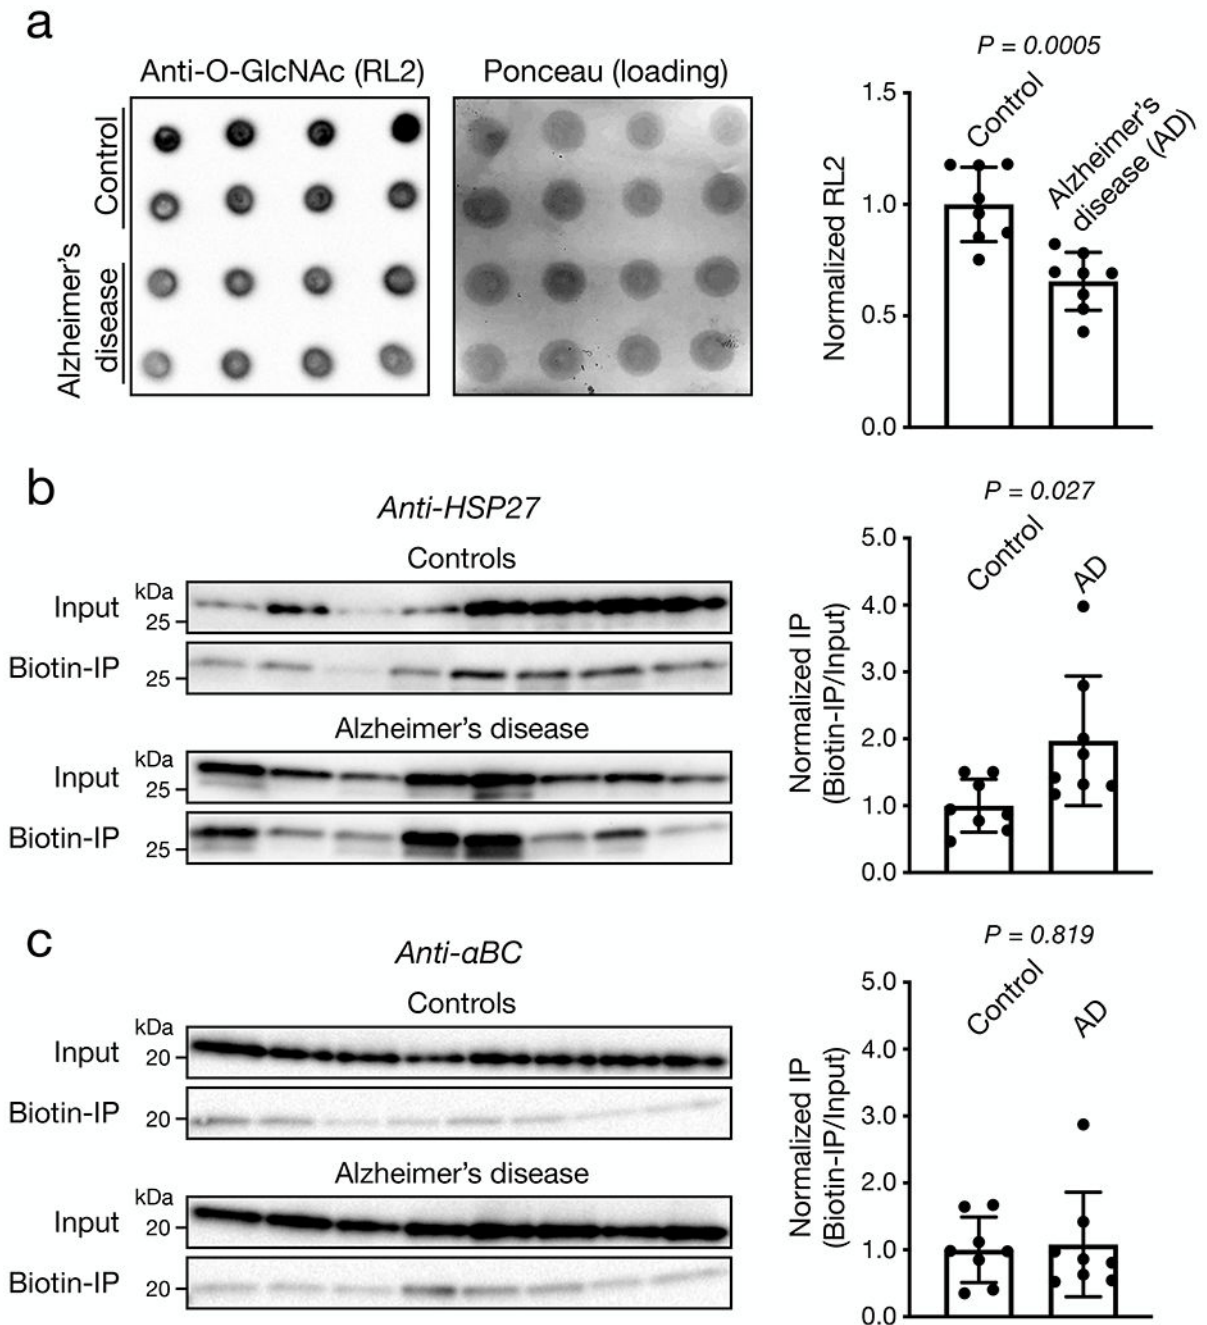 a
Anti-O-GlcNAc (RL2)
Ponceau (loading)
Control
Alzheimer's
disease
P = 0.0005
Normalized RL2
1.5
1.0
0.5
0.0
Control
Alzheimer's
disease (AD)
b
Anti-HSP27
Controls
kDa
Input
25
Biotin-IP
25
Alzheimer's disease
kDa
Input
25
Biotin-IP
25
P = 0.027
Normalized IP
(Biotin-IP/Input)
5.0
4.0
3.0
2.0
1.0
0.0
Control
AD
c
Anti-αBC
Controls
kDa
Input
20
Biotin-IP
20
Alzheimer's disease
kDa
Input
20
Biotin-IP
20
P = 0.819
Normalized IP
(Biotin-IP/Input)
5.0
4.0
3.0
2.0
1.0
0.0
Control
AD